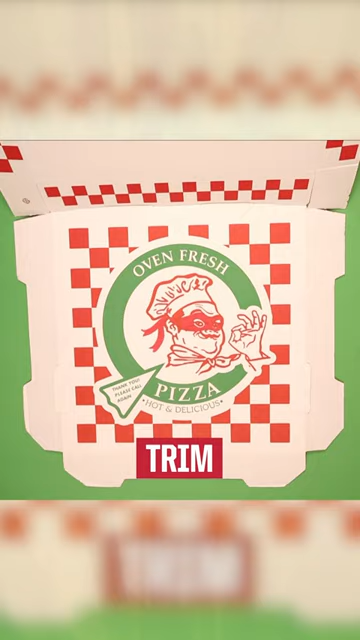 OVEN FRESH
THANK YOU!
PLEASE CALL
AGAIN
PIZZA
•HOT & DELICIOUS•
TRIM